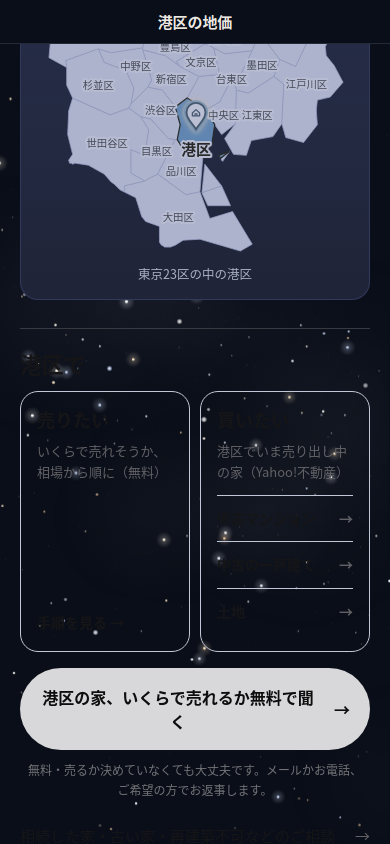 港区の地価
豊島区
中野区
文京区
墨田区
杉並区
新宿区
台東区
江戸川区
渋谷区
中央区
江東区
世田谷区
目黒区
港区
品川区
大田区
東京23区の中の港区
売りたい
買いたい
いくらで売れそうか、
相場から順に（無料）
港区でいま売り出し中
の家（Yahoo!不動産）
→
→
土地 →
手順を見る →
港区の家、いくらで売れるか無料で聞
く →
無料・売るか決めていなくても大丈夫です。メールかお電話、
ご希望の方でお返事します。